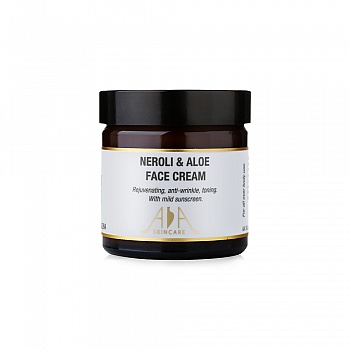 NEROLI & ALOE
FACE CREAM
Rejuvenating, anti-wrinkle, toning.
With mild sunscreen.
AA
SKINCARE